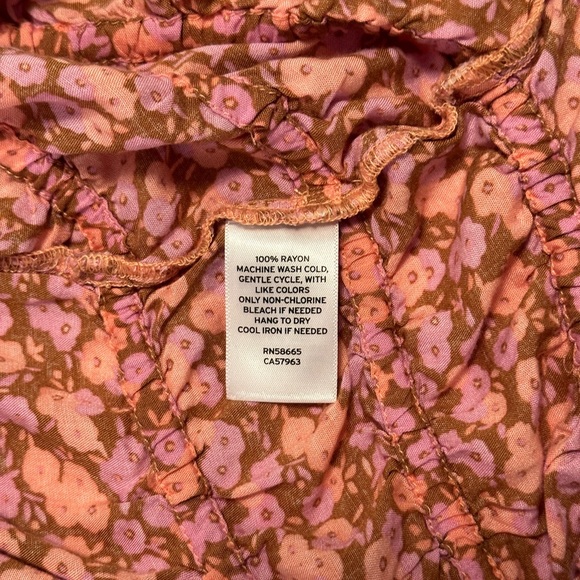 100% RAYON
MACHINE WASH COLD,
GENTLE CYCLE, WITH
LIKE COLORS
ONLY NON-CHLORINE
BLEACH IF NEEDED
HANG TO DRY
COOL IRON IF NEEDED
RN58665
CA57963